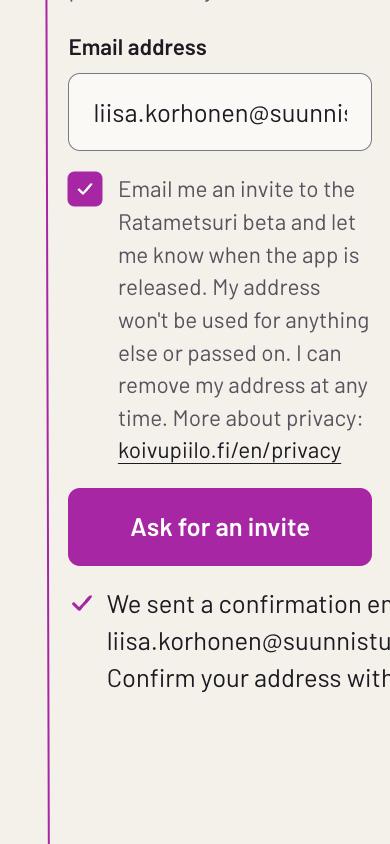 Email address
liisa.korhonen@suunnis
Email me an invite to the
Ratametsuri beta and let
me know when the app is
released. My address
won't be used for anything
else or passed on. I can
remove my address at any
time. More about privacy:
koivupiilo.fi/en/privacy
Ask for an invite
We sent a confirmation
liisa.korhonen@suunnistu
Confirm your address with